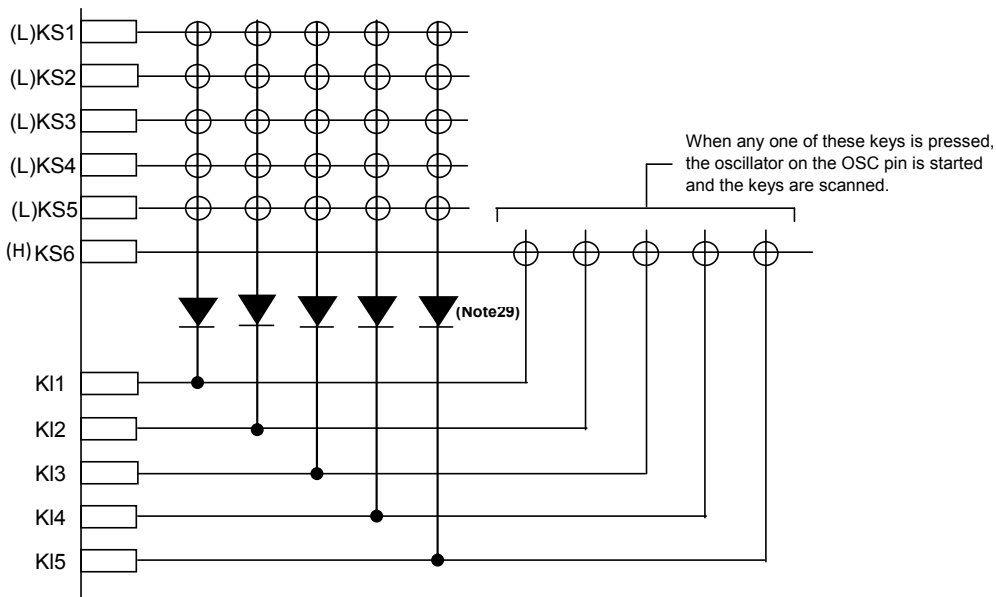 (L)KS1
(L)KS2
(L)KS3
(L)KS4
(L)KS5
(H) KS6
When any one of these keys is pressed,
the oscillator on the OSC pin is started
and the keys are scanned.
(Note29)
KI1
KI2
KI3
KI4
KI5